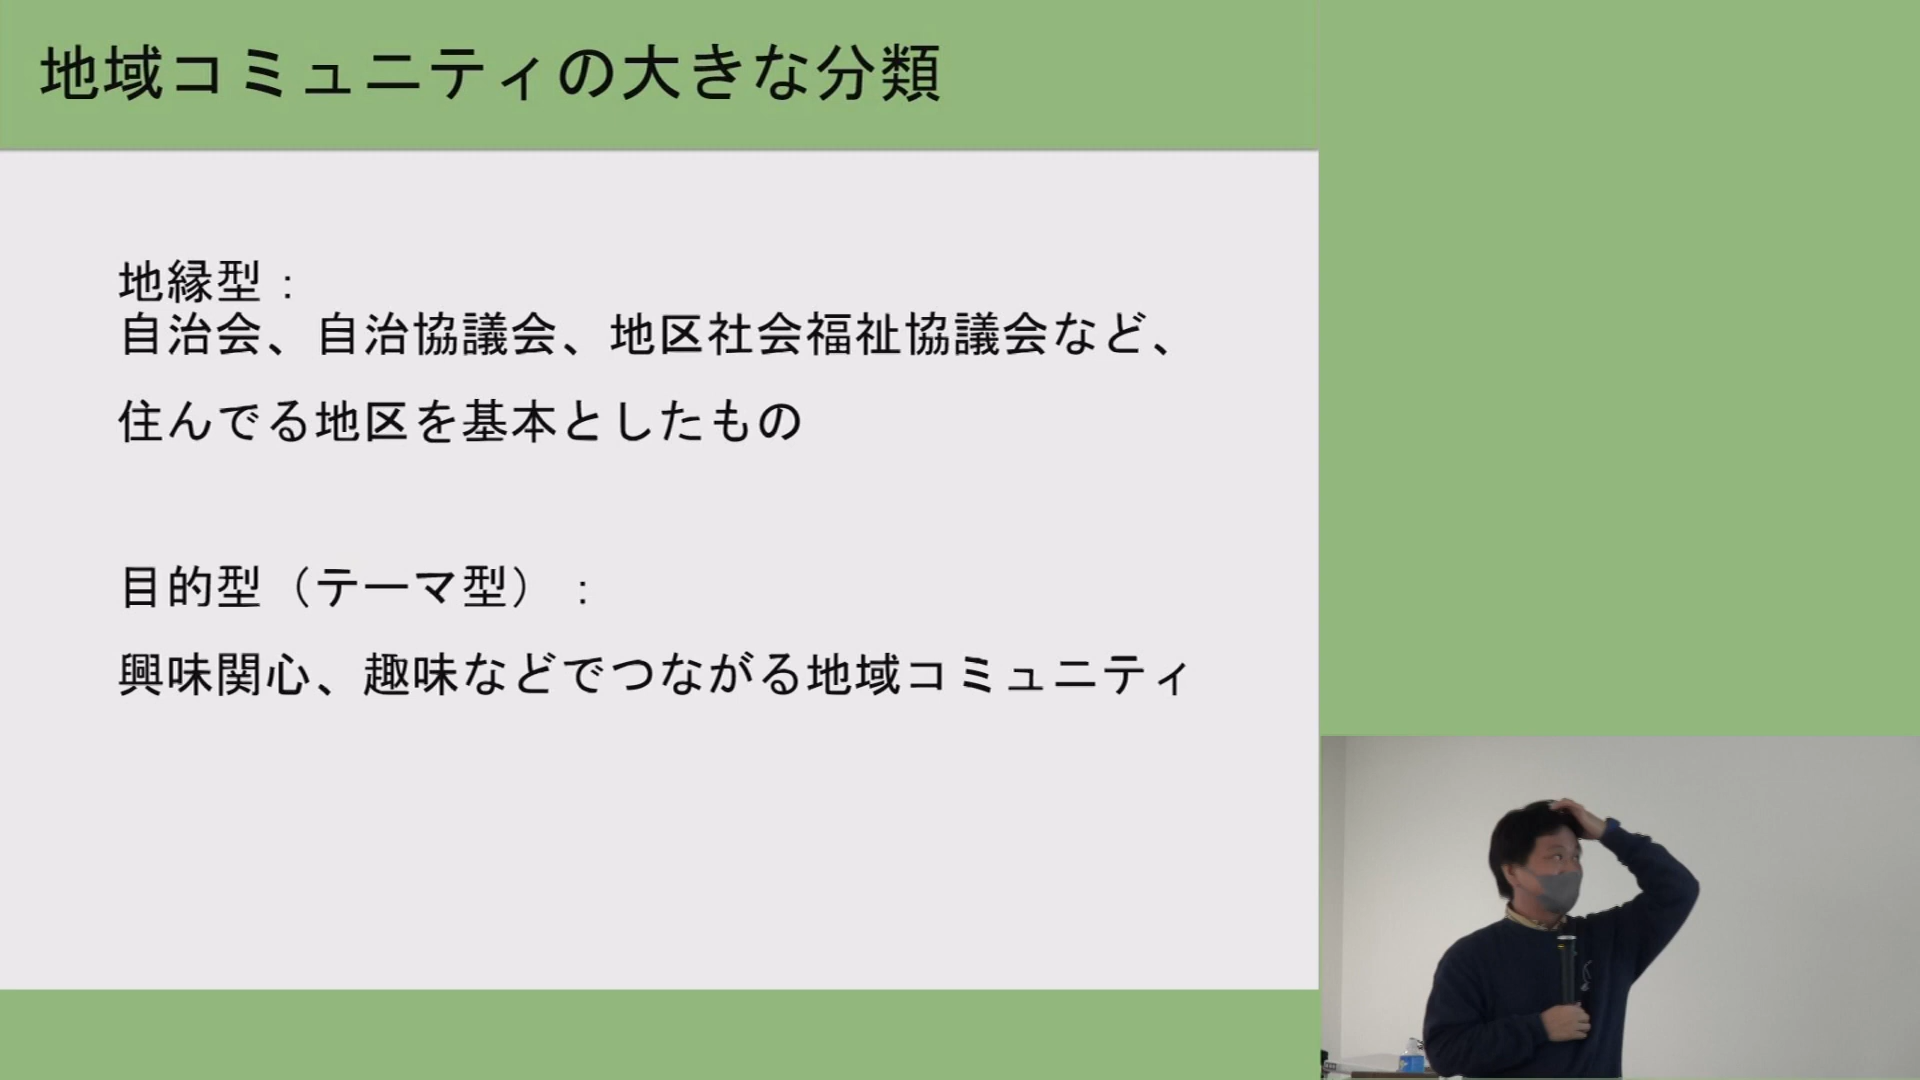 地域コミュニティの大きな分類
地縁型：
自治会、自治協議会、地区社会福祉協議会など、
住んでる地区を基本としたもの
目的型（テーマ型）：
興味関心、趣味などでつながる地域コミュニティ